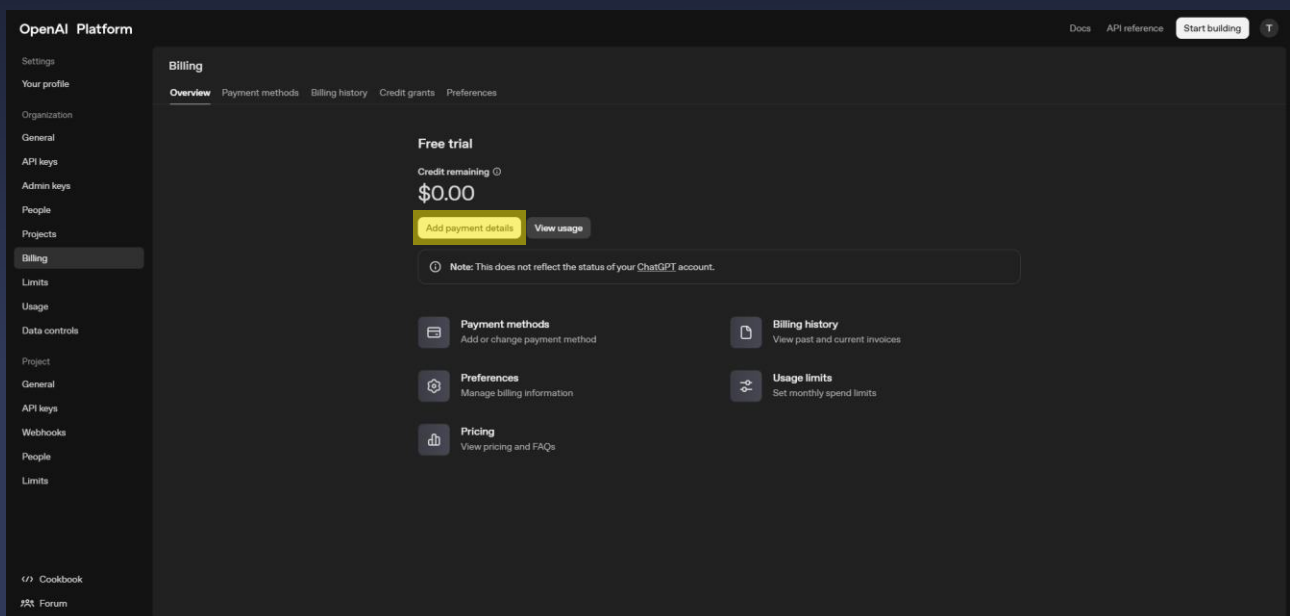 OpenAI Platform
Docs API reference Start building T
Settings
Your profile
Organization
General
API keys
Admin keys
People
Projects
Billing
Limits
Usage
Data controls
Project
General
API keys
Webhooks
People
Limits
Cookbook
Forum
Billing
Overview Payment methods Billing history Credit grants Preferences
Free trial
Credit remaining
$0.00
Add payment details View usage
Note: This does not reflect the status of your ChatGPT account.
Payment methods
Add or change payment method
Billing history
View past and current invoices
Preferences
Manage billing information
Usage limits
Set monthly spend limits
Pricing
View pricing and FAQs